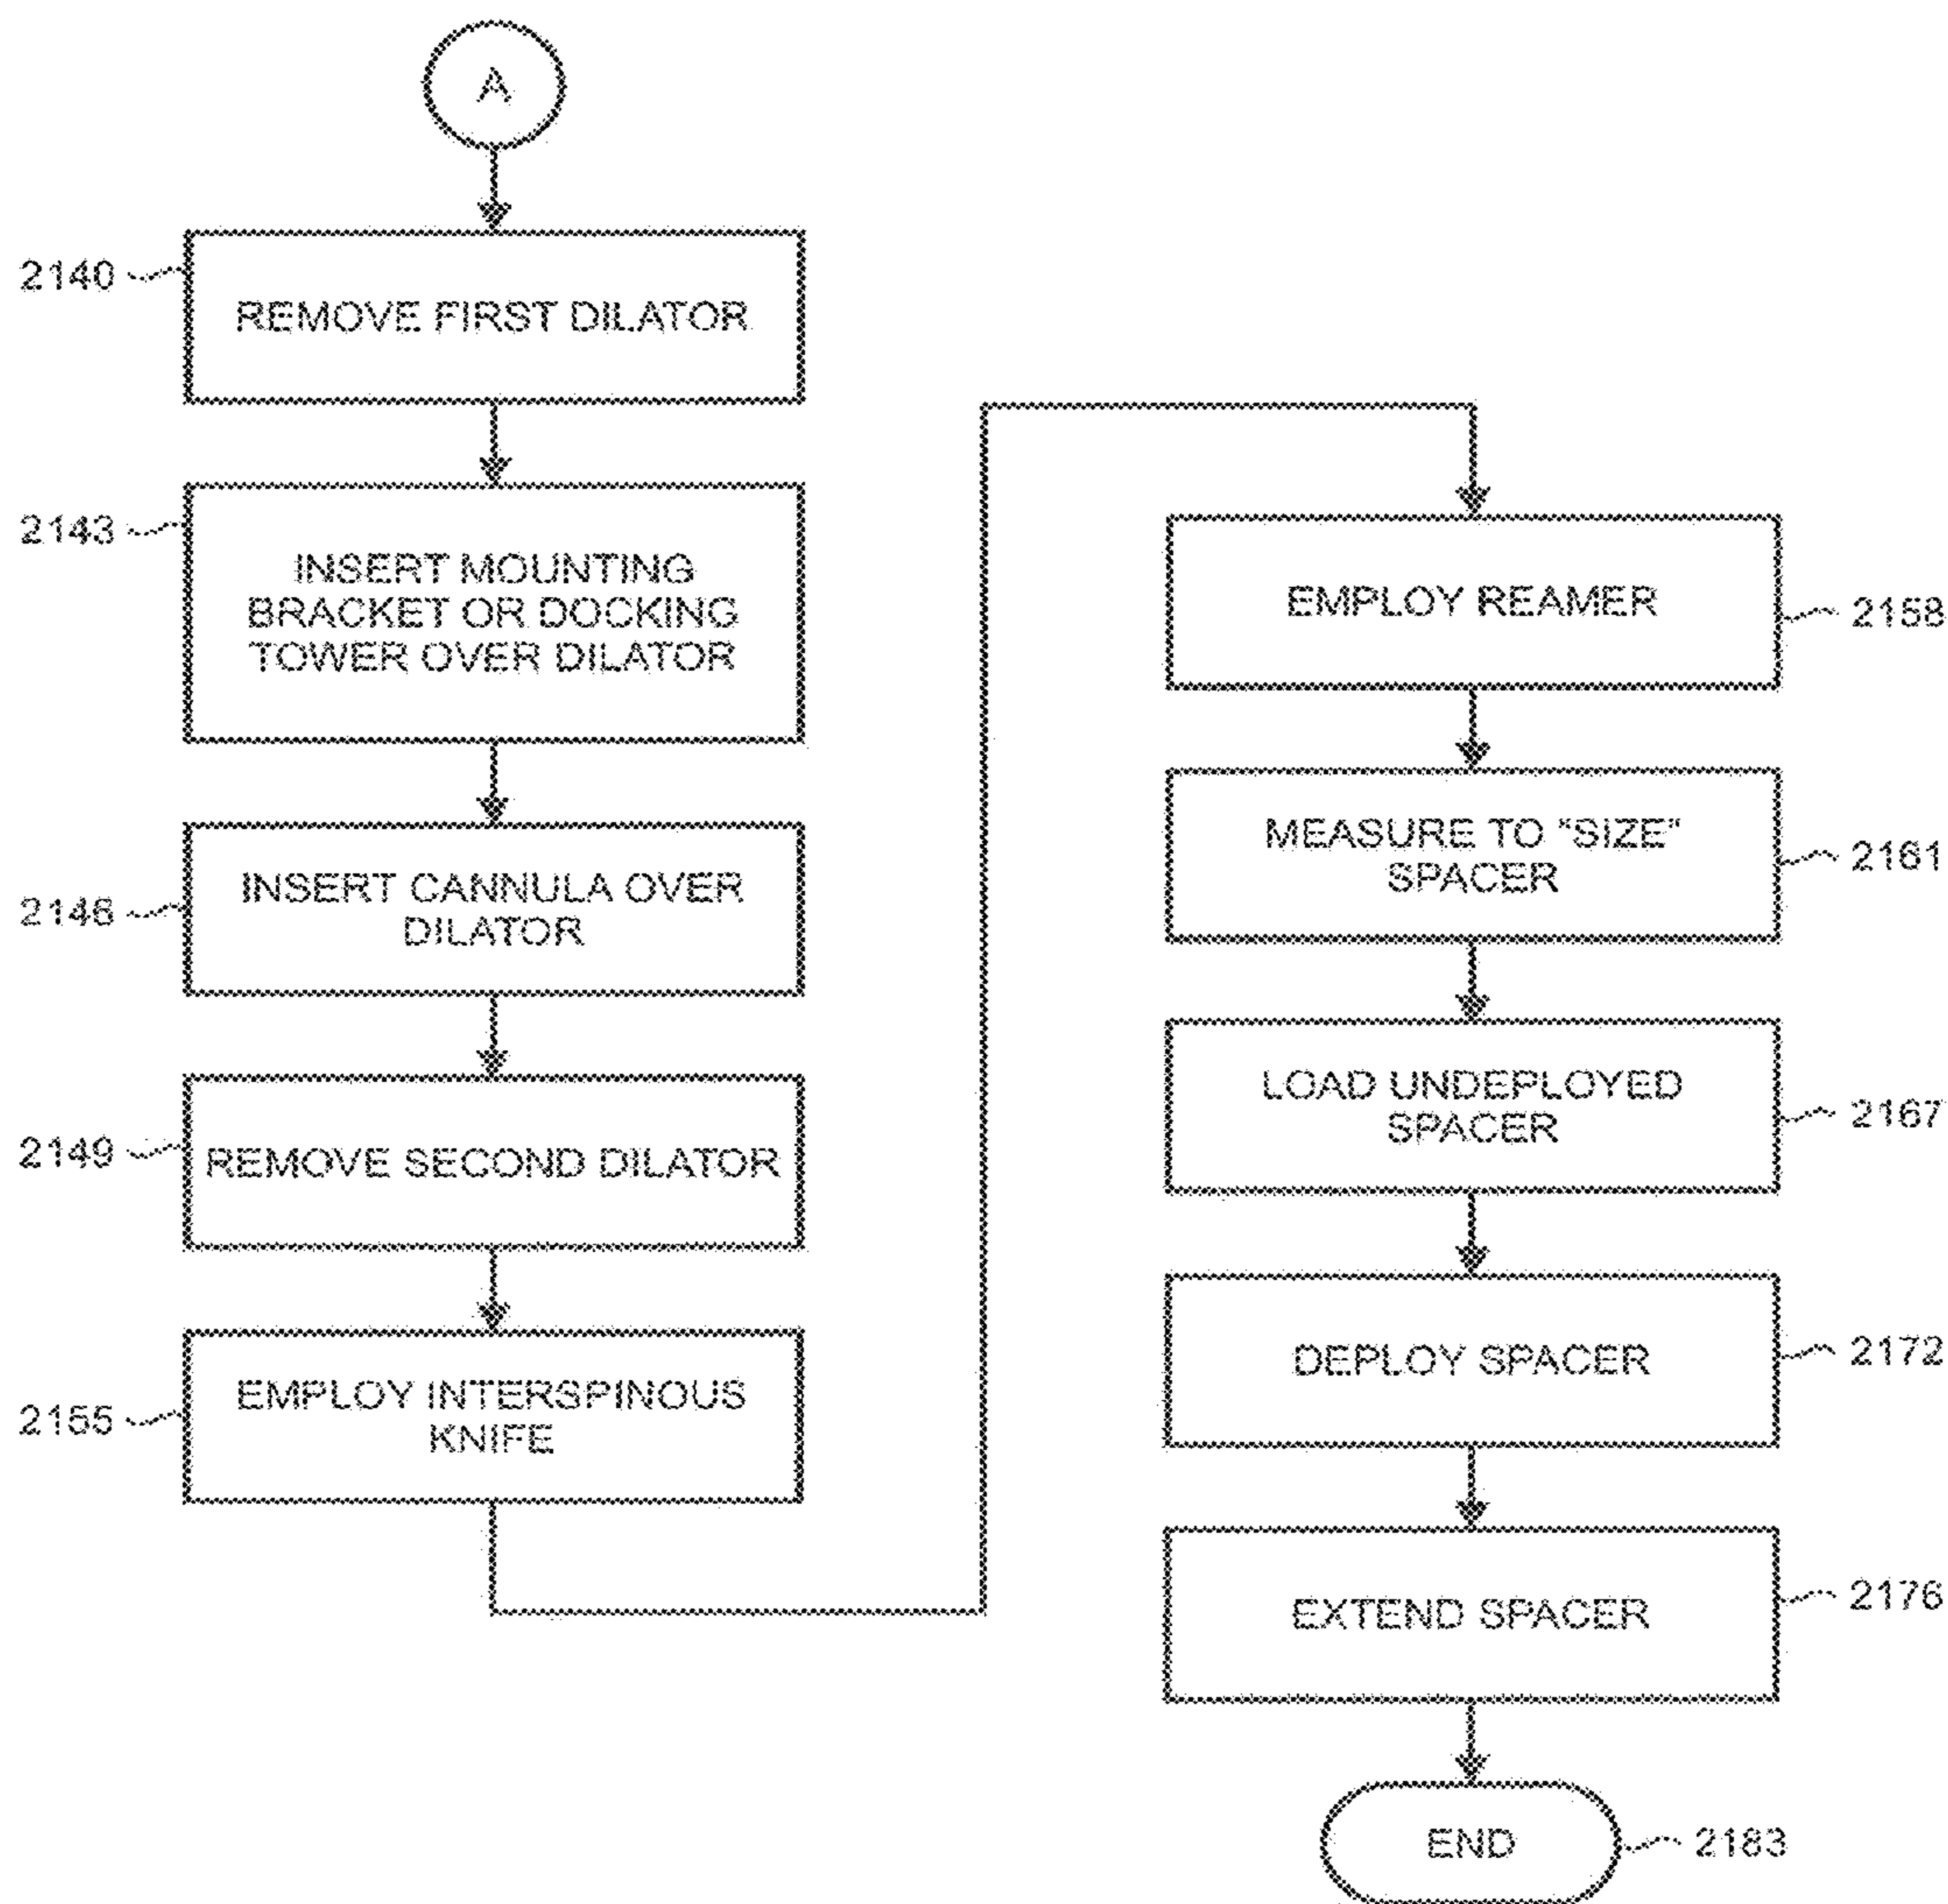 A
2140
REMOVE FIRST DILATOR
2143
INSERT MOUNTING
BRACKET OR DOCKING
TOWER OVER DILATOR
2146
INSERT CANNULA OVER
DILATOR
2149
REMOVE SECOND DILATOR
2155
EMPLOY INTERSPINOUS
KNIFE
EMPLOY REAMER
2158
MEASURE TO "SIZE"
SPACER
2161
LOAD UNDEPLOYED
SPACER
2167
DEPLOY SPACER
2172
EXTEND SPACER
2176
END
2183